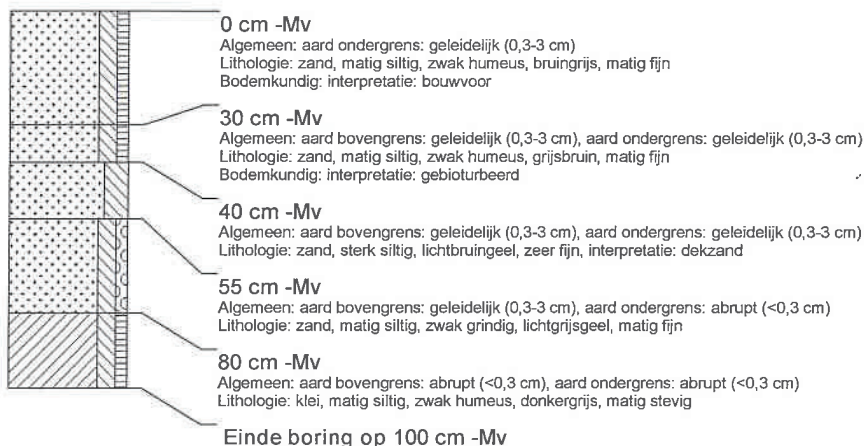 0 cm -Mv
Algemeen: aard ondergrens: geleidelijk (0,3-3 cm)
Lithologie: zand, matig siltig, zwak humeus, bruingrijs, matig fijn
Bodemkundig: interpretatie: bouwvoor
30 cm -Mv
Algemeen: aard bovengrens: geleidelijk (0,3-3 cm), aard ondergrens: geleidelijk (0,3-3 cm)
Lithologie: zand, matig siltig, zwak humeus, grijsbruin, matig fijn
Bodemkundig: interpretatie: gebioturbeerd
40 cm -Mv
Algemeen: aard bovengrens: geleidelijk (0,3-3 cm), aard ondergrens: geleidelijk (0,3-3 cm)
Lithologie: zand, sterk siltig, lichtbruingeel, zeer fijn, interpretatie: dekzand
55 cm -Mv
Algemeen: aard bovengrens: geleidelijk (0,3-3 cm), aard ondergrens: abrupt (<0,3 cm)
Lithologie: zand, matig siltig, zwak grindig, lichtgrijsgeel, matig fijn
80 cm -Mv
Algemeen: aard bovengrens: abrupt (<0,3 cm), aard ondergrens: abrupt (<0,3 cm)
Lithologie: klei, matig siltig, zwak humeus, donkergrijs, matig stevig
Einde boring op 100 cm -Mv